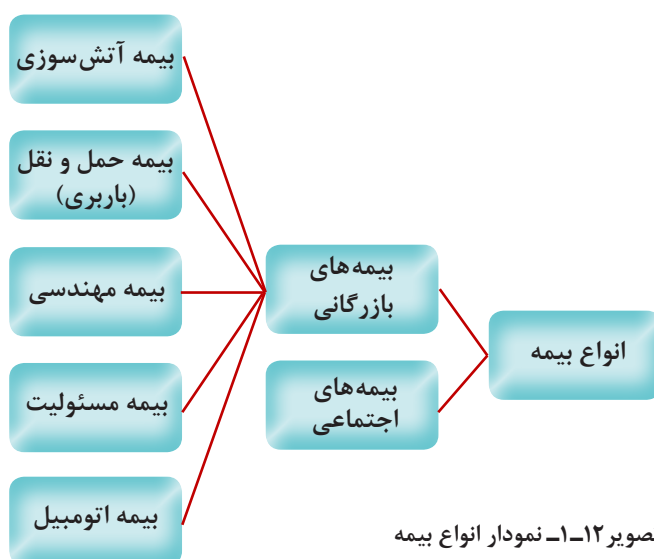 انواع بیمه
بیمه‌های
بازرگانی
بیمه‌های
اجتماعی
بیمه آتش‌سوزی
بیمه حمل و نقل
(باربری)
بیمه مهندسی
بیمه مسئولیت
بیمه اتومبیل
صویر۱۲ـ۱ـ نمودار انواع بیمه